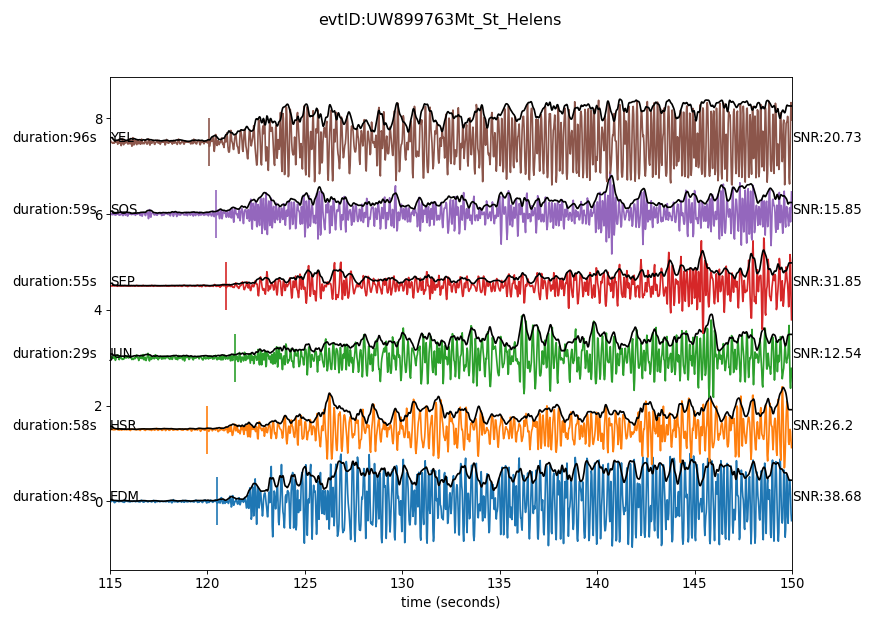 evtID:UW899763Mt_St_Helens
8
duration:96s YEL SNR:20.73
duration:59s SOS SNR:15.85
6
duration:55s SEP SNR:31.85
4
duration:29s JUN SNR:12.54
2
duration:58s HSR SNR:26.2
duration:48s EDM SNR:38.68
0
115 120 125 130 135 140 145 150
time (seconds)